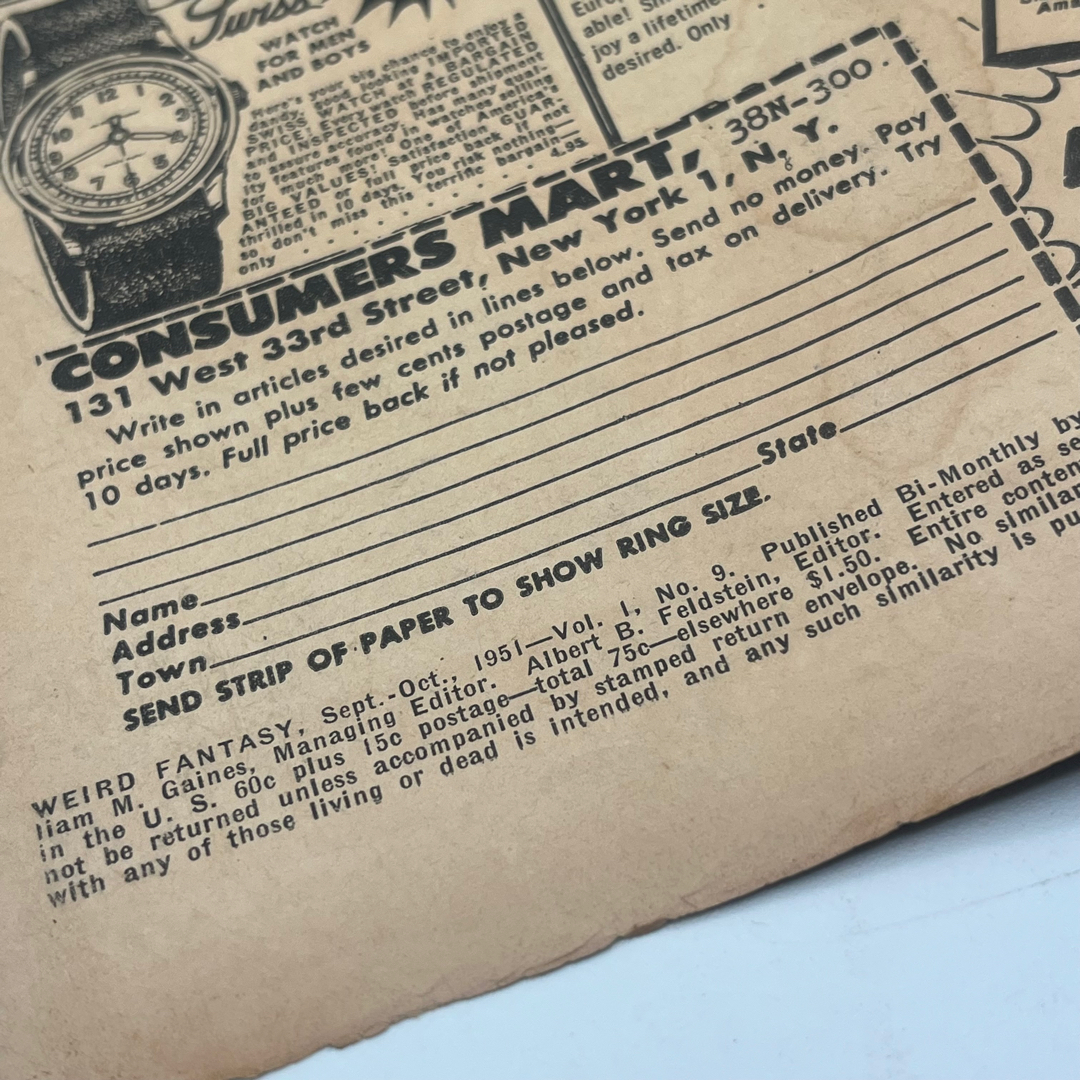 Swiss
WATCH
FOR MEN
AND BOYS
Here's your big chance to enjoy a
looking IMPORTED
SWISS WATCH at a BARGAIN
PRICE! Every watch REGULATED
and INSPECTED before shipment
to assure accuracy. Has many qual-
ity features found in watches selling
for much more! One of America's
BIG VALUES! Satisfaction GUAR-
ANTEED or full price back if not
thrilled in 10 days. You risk nothing—
so don't miss this terrific bargain—
only . . . . . . . . . . . . 4.95
Euro
able!
joy a lifetime
desired. Only
CONSUMERS MART, 38N-300
131 West 33rd Street, New York 1, N. Y.
Write in articles desired in lines below. Send no money. Pay
price shown plus few cents postage and tax on delivery. Try
10 days. Full price back if not pleased.
Name
Address
Town State
SEND STRIP OF PAPER TO SHOW RING SIZE.
WEIRD FANTASY, Sept.-Oct., 1951—Vol. 1, No. 9. Published Bi-Monthly by
liam M. Gaines, Managing Editor. Albert B. Feldstein, Editor. Entered as se
in the U. S. 60c plus 15c postage—total 75c—elsewhere $1.50. Entire conten
not be returned unless accompanied by stamped return envelope. No similar
with any of those living or dead is intended, and any such similarity is pu